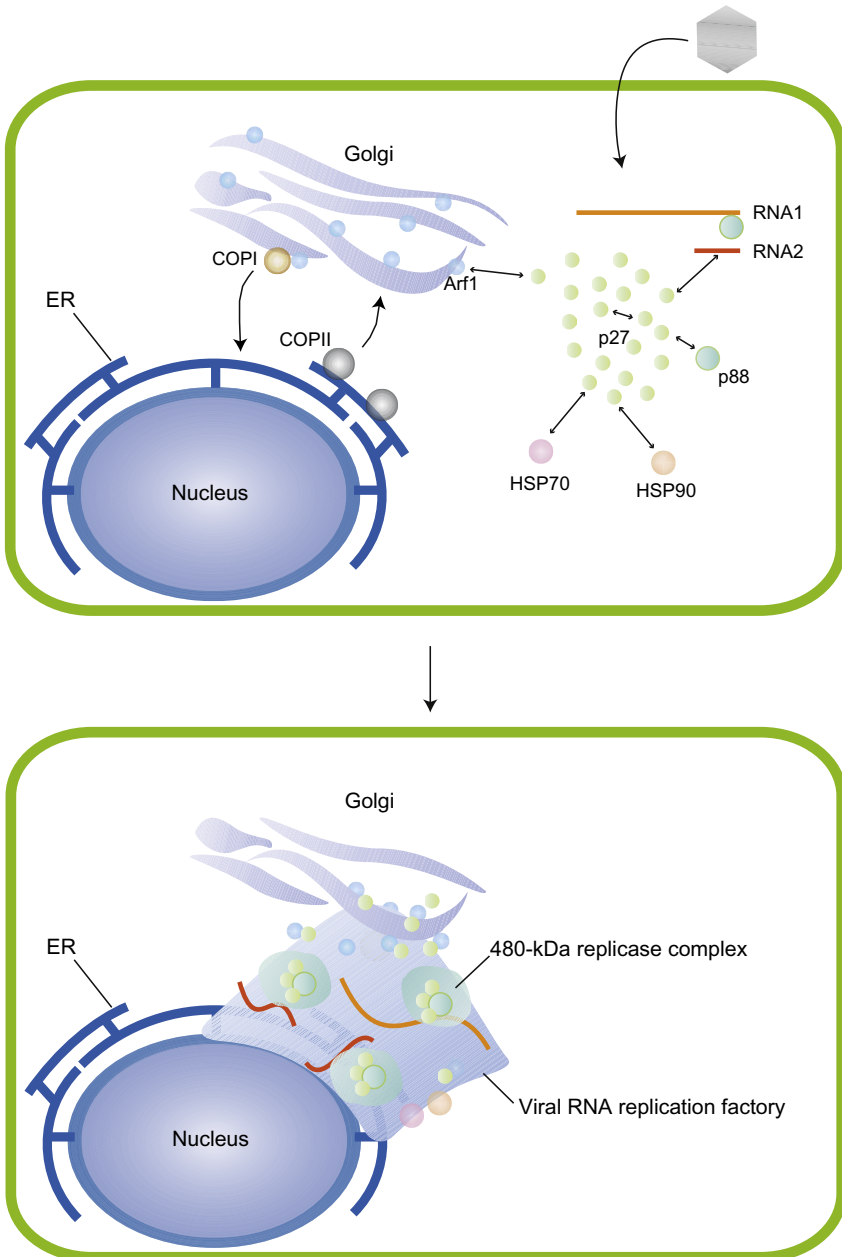 Golgi
RNA1
RNA2
COPI
Arf1
ER
COPII
p27
p88
HSP70
HSP90
Nucleus
Golgi
ER
480-kDa replicase complex
Viral RNA replication factory
Nucleus